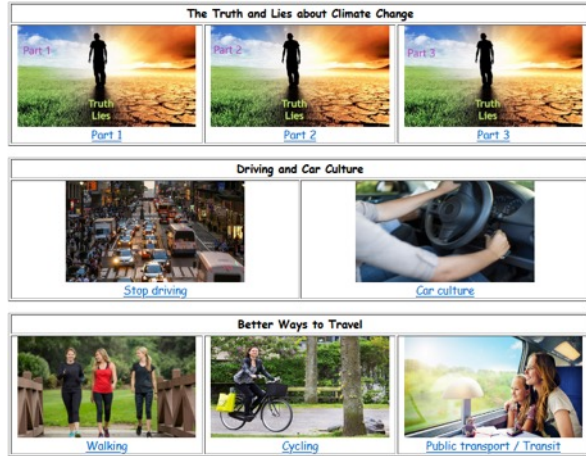 The Truth and Lies about Climate Change
Part 1
Part 2
Part 3
Truth
Lies
Truth
Lies
Truth
Lies
Part 1
Part 2
Part 3
Driving and Car Culture
Stop driving
Car culture
Better Ways to Travel
Walking
Cycling
Public transport / Transit